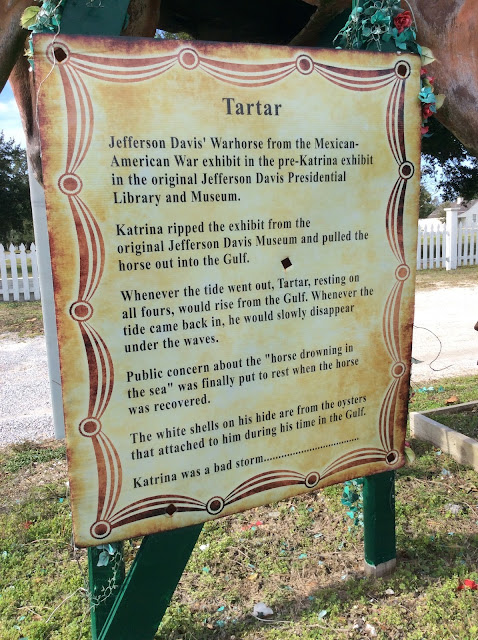 Tartar
Jefferson Davis' Warhorse from the Mexican-
American War exhibit in the pre-Katrina exhibit
in the original Jefferson Davis Presidential
Library and Museum.
Katrina ripped the exhibit from the
original Jefferson Davis Museum and pulled the
horse out into the Gulf.
Whenever the tide went out, Tartar, resting on
all fours, would rise from the Gulf. Whenever the
tide came back in, he would slowly disappear
under the waves.
Public concern about the "horse drowning in
the sea" was finally put to rest when the horse
was recovered.
The white shells on his hide are from the oysters
that attached to him during his time in the Gulf.
Katrina was a bad storm................................